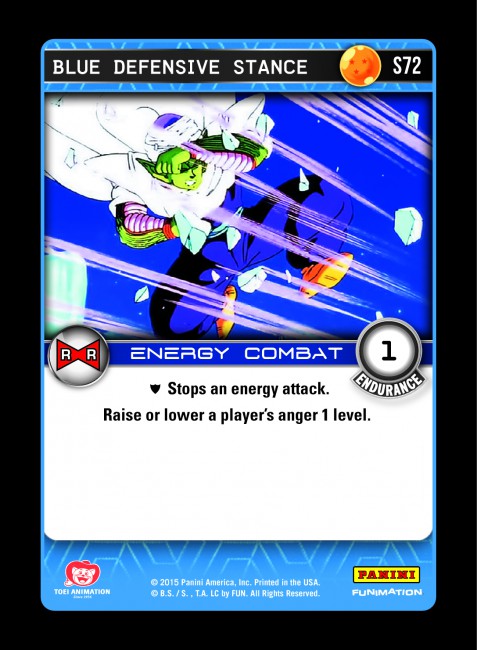 BLUE DEFENSIVE STANCE
S72
R R
ENERGY COMBAT
1
ENDURANCE
Stops an energy attack.
Raise or lower a player's anger 1 level.
TOEI ANIMATION
© 2015 Panini America, Inc. Printed in the USA.
© B.S. / S. , T.A. LC by FUN. All Rights Reserved.
PANINI
FUNIMATION